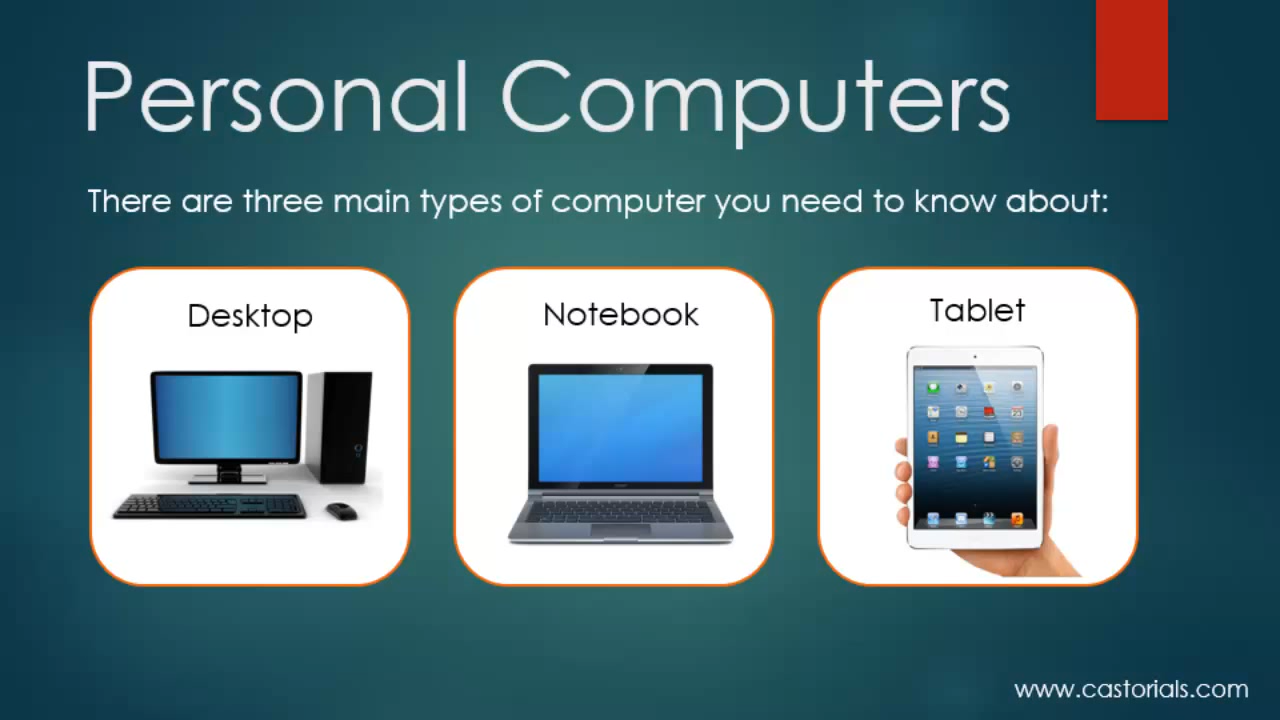 Personal Computers
There are three main types of computer you need to know about:
Desktop
Notebook
Tablet
www.castorials.com